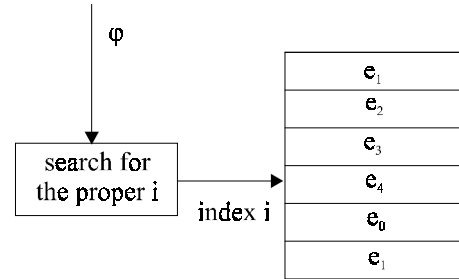 φ
search for
the proper i
index i
e₁
e₂
e₃
e₄
e₀
e₁